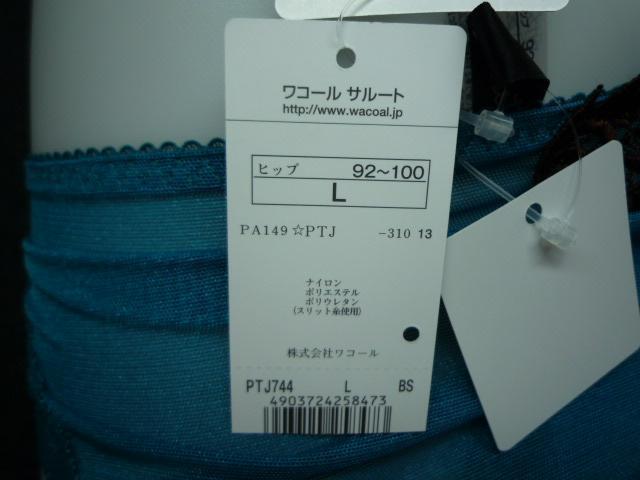 ワコール サルート
http://www.wacoal.jp
ヒップ 92~100
L
PA149☆PTJ -310 13
ナイロン
ポリエステル
ポリウレタン
(スリット糸使用)
株式会社ワコール
PTJ744 L BS
4903724258473